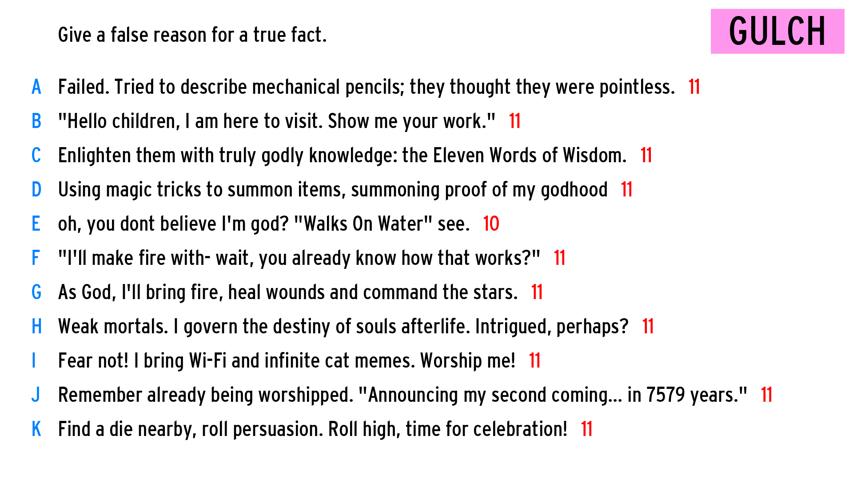 Give a false reason for a true fact.
GULCH
A Failed. Tried to describe mechanical pencils; they thought they were pointless. 11
B "Hello children, I am here to visit. Show me your work." 11
C Enlighten them with truly godly knowledge: the Eleven Words of Wisdom. 11
D Using magic tricks to summon items, summoning proof of my godhood 11
E oh, you dont believe I'm god? "Walks On Water" see. 10
F "I'll make fire with- wait, you already know how that works?" 11
G As God, I'll bring fire, heal wounds and command the stars. 11
H Weak mortals. I govern the destiny of souls afterlife. Intrigued, perhaps? 11
I Fear not! I bring Wi-Fi and infinite cat memes. Worship me! 11
J Remember already being worshipped. "Announcing my second coming... in 7579 years." 11
K Find a die nearby, roll persuasion. Roll high, time for celebration! 11